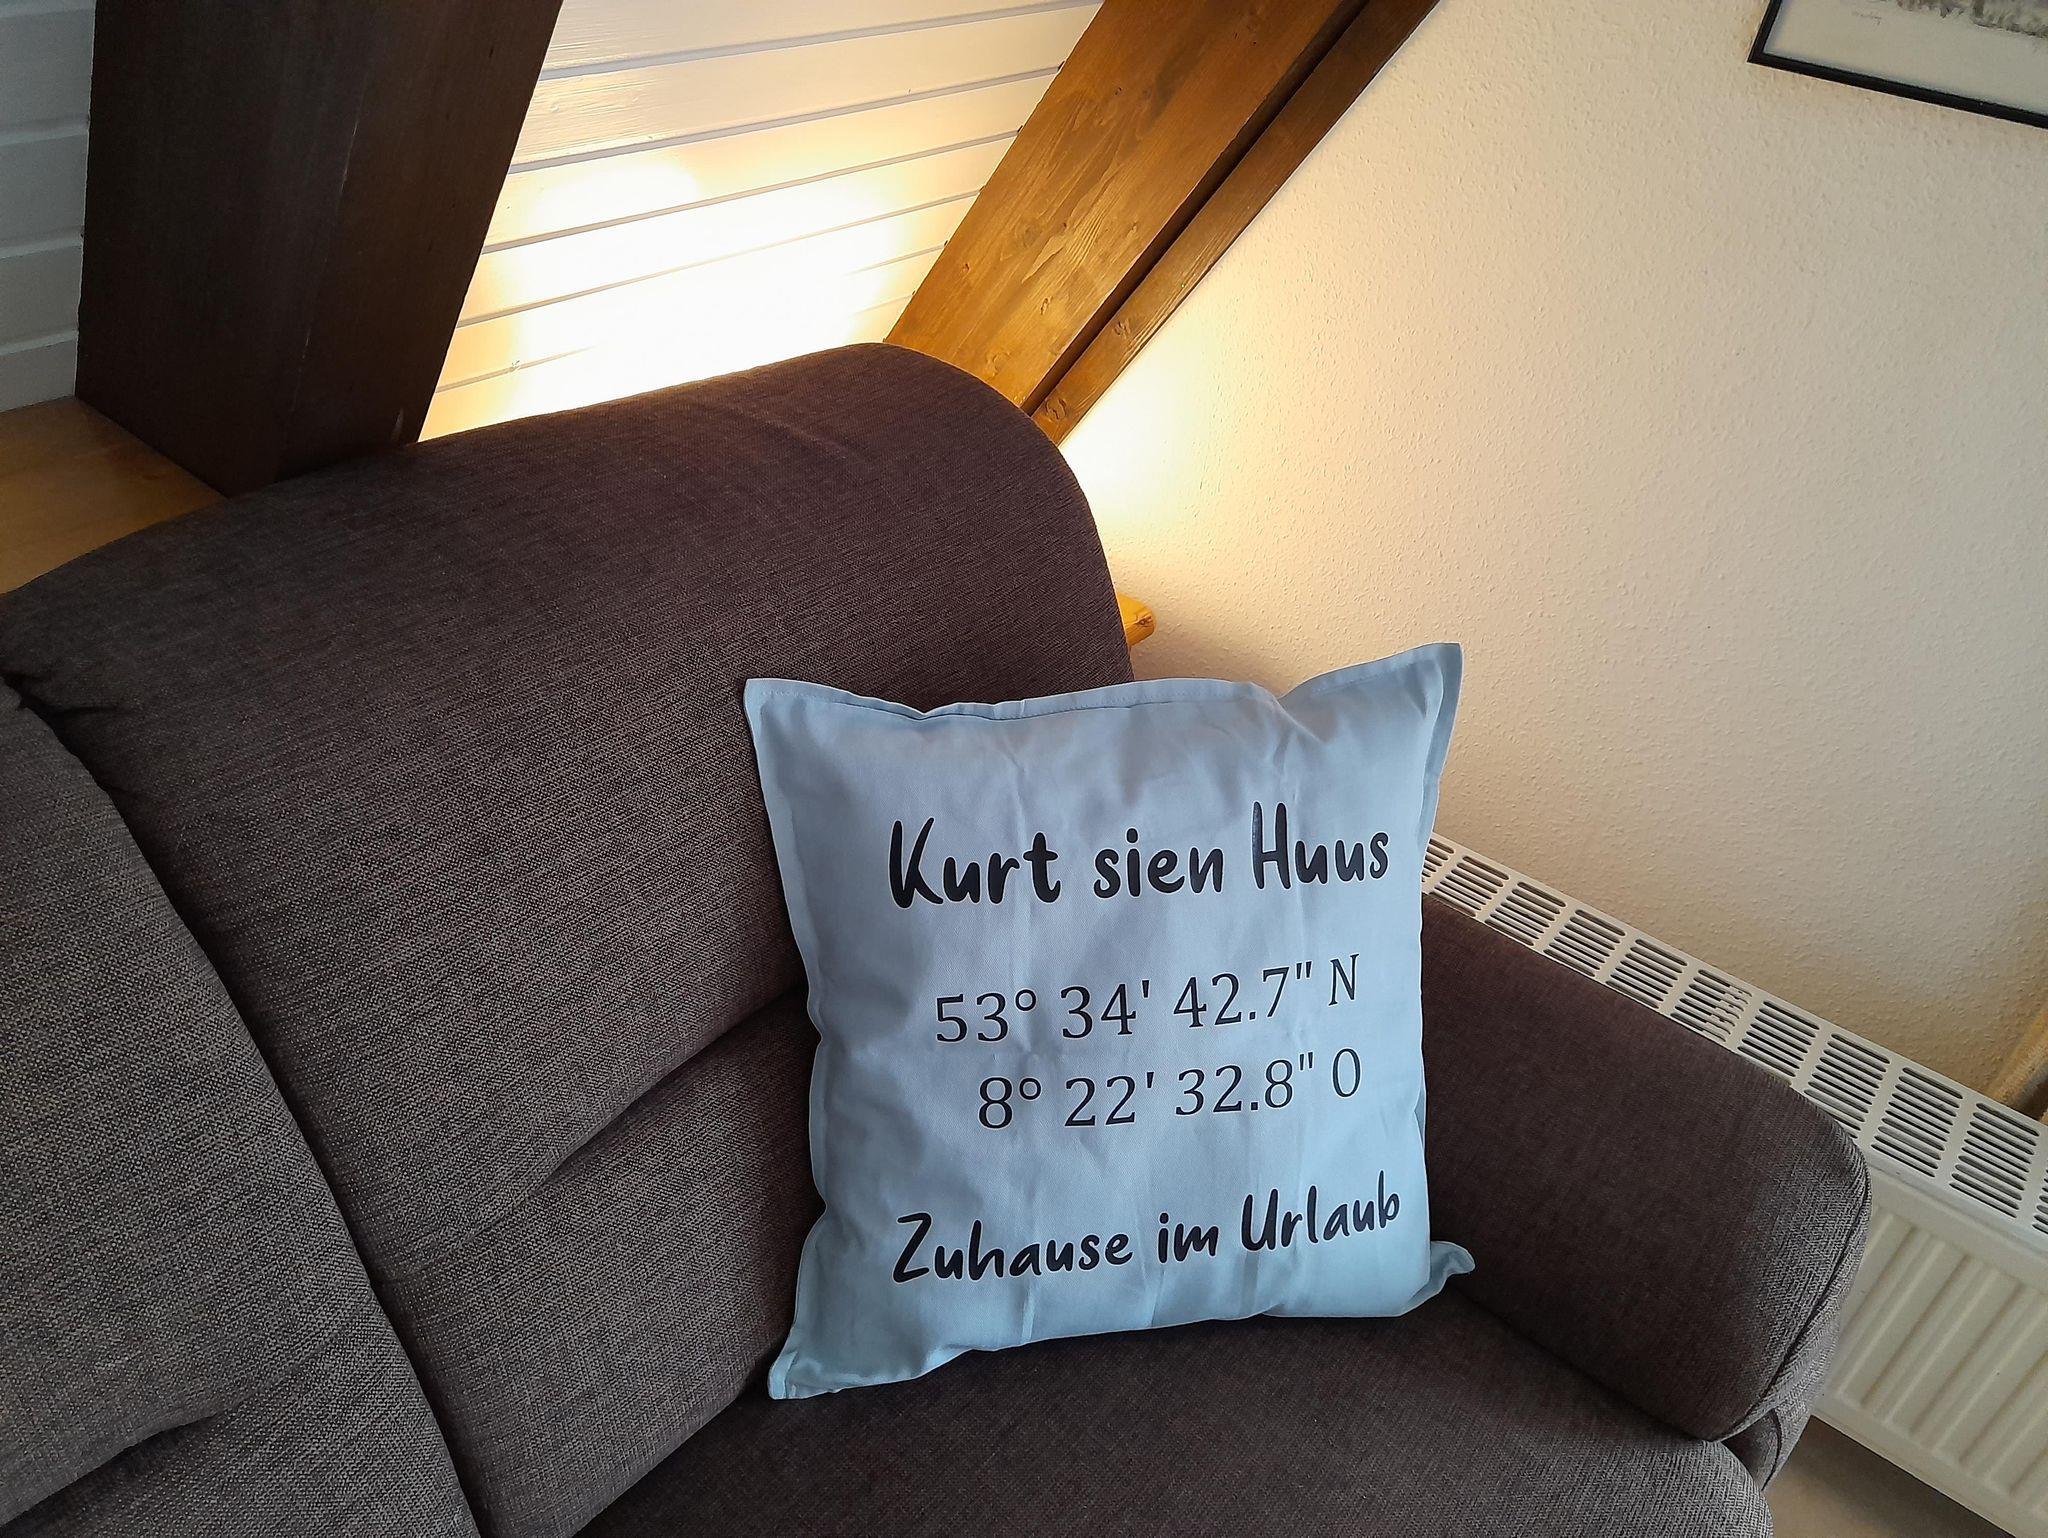 Kurt sien Huus
53° 34' 42.7" N
8° 22' 32.8" O
Zuhause im Urlaub